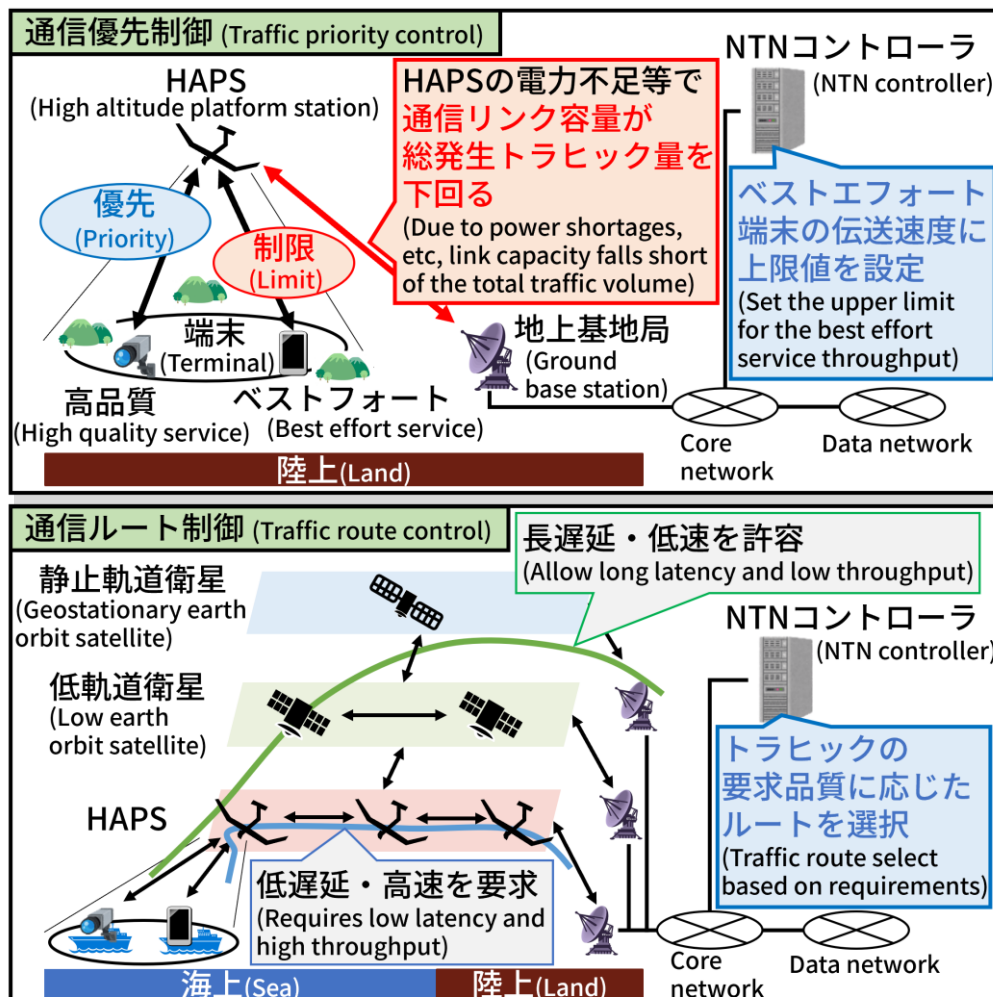 通信優先制御 (Traffic priority control)
HAPS
(High altitude platform station)
優先
(Priority)
制限
(Limit)
端末
(Terminal)
高品質
(High quality service)
ベストフォート
(Best effort service)
陸上(Land)
HAPSの電力不足等で
通信リンク容量が
総発生トラヒック量を
下回る
(Due to power shortages,
etc, link capacity falls short
of the total traffic volume)
地上基地局
(Ground
base station)
NTNコントローラ
(NTN controller)
ベストエフォート
端末の伝送速度に
上限値を設定
(Set the upper limit
for the best effort
service throughput)
Core
network
Data network
通信ルート制御 (Traffic route control)
長遅延・低速を許容
(Allow long latency and low throughput)
静止軌道衛星
(Geostationary earth
orbit satellite)
低軌道衛星
(Low earth
orbit satellite)
HAPS
低遅延・高速を要求
(Requires low latency and
high throughput)
海上(Sea)
陸上(Land)
NTNコントローラ
(NTN controller)
トラヒックの
要求品質に応じた
ルートを選択
(Traffic route select
based on requirements)
Core
network
Data network